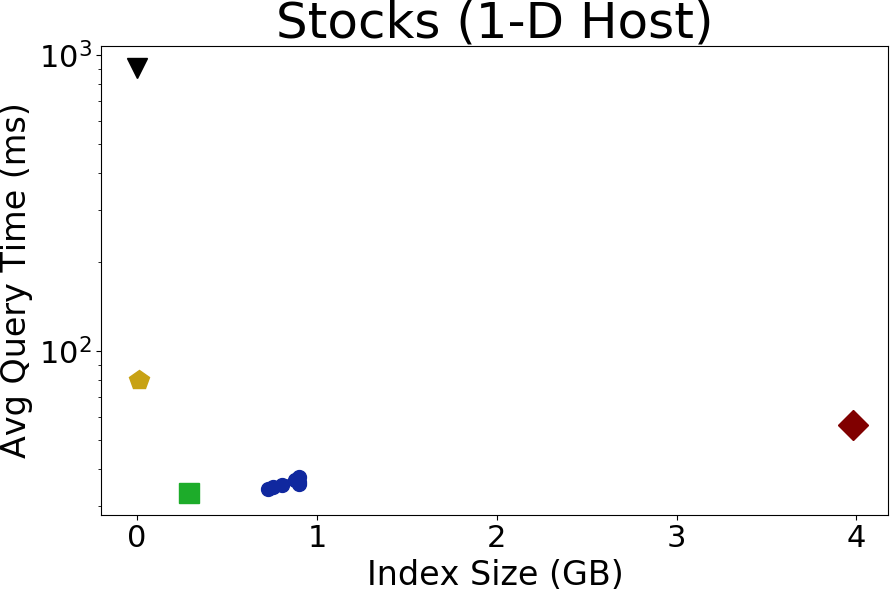 Stocks (1-D Host)
Avg Query Time (ms)
10³
10²
0 1 2 3 4
Index Size (GB)